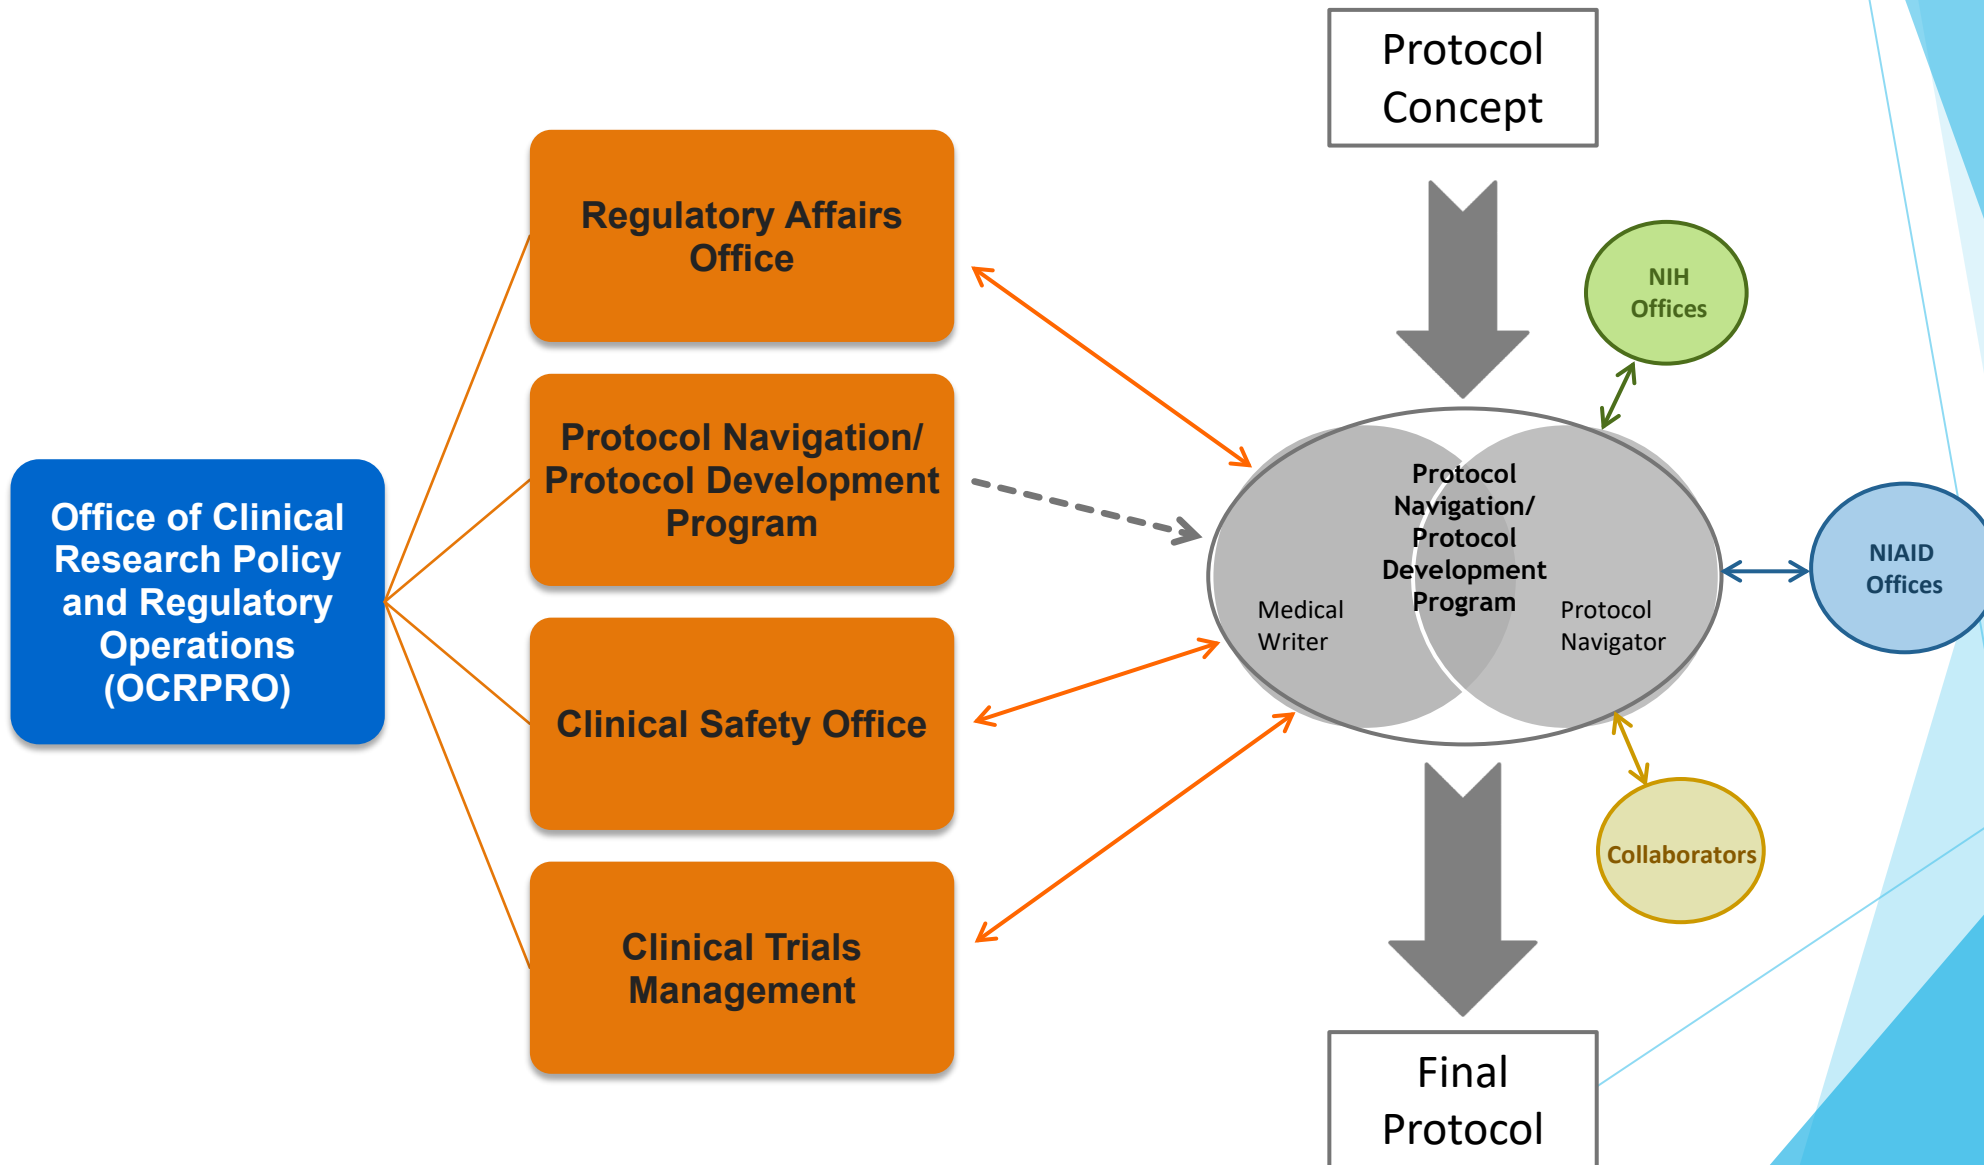 Office of Clinical
Research Policy
and Regulatory
Operations
(OCRPRO)
Regulatory Affairs
Office
Protocol Navigation/
Protocol Development
Program
Clinical Safety Office
Clinical Trials
Management
Protocol
Concept
Protocol
Navigation/
Protocol
Development
Program
Medical
Writer
Protocol
Navigator
NIH
Offices
NIAID
Offices
Collaborators
Final
Protocol